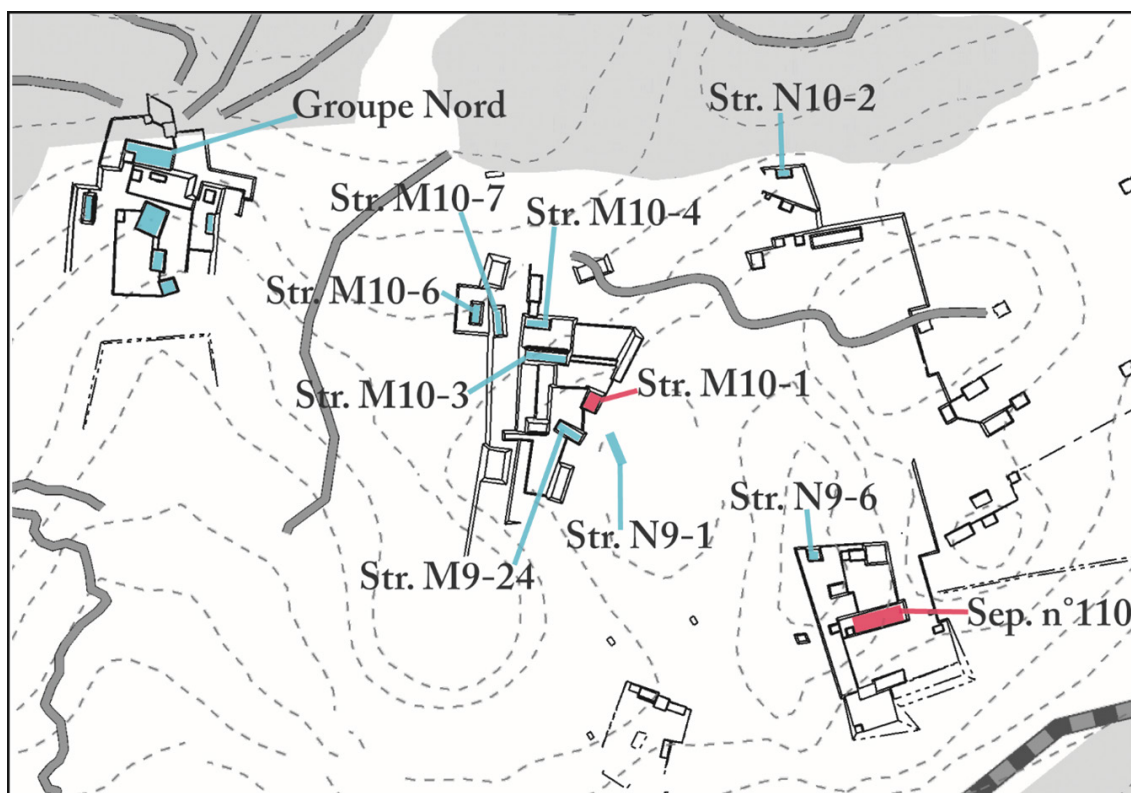 Groupe Nord
Str. N10-2
Str. M10-7
Str. M10-4
Str. M10-6
Str. M10-3
Str. M10-1
Str. N9-6
Str. N9-1
Str. M9-24
Sep. n°110